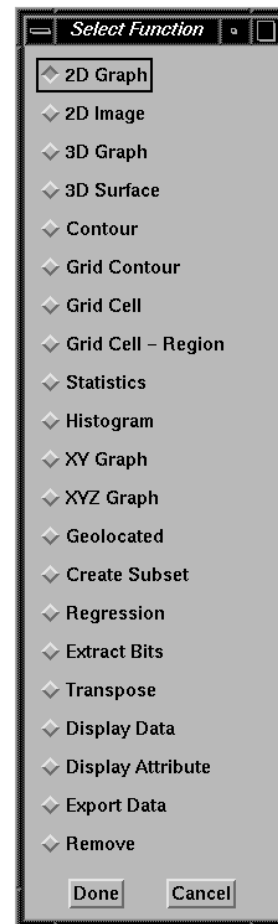 Select Function
2D Graph
2D Image
3D Graph
3D Surface
Contour
Grid Contour
Grid Cell
Grid Cell – Region
Statistics
Histogram
XY Graph
XYZ Graph
Geolocated
Create Subset
Regression
Extract Bits
Transpose
Display Data
Display Attribute
Export Data
Remove
Done Cancel